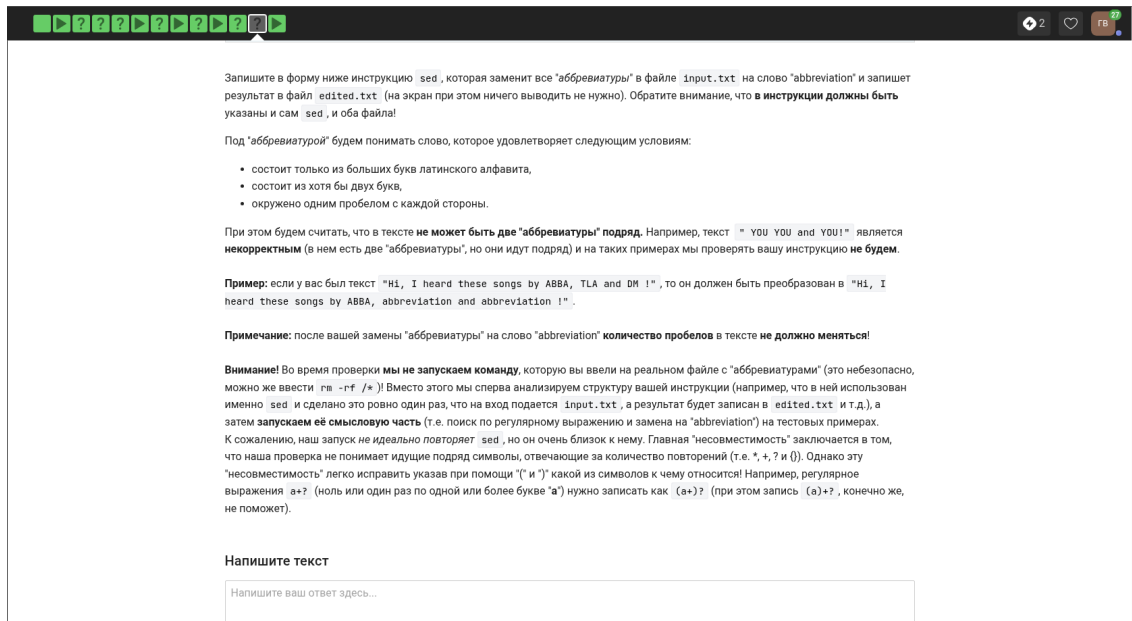 2
ГВ
27
Запишите в форму ниже инструкцию sed, которая заменит все "аббревиатуры" в файле input.txt на слово "abbreviation" и запишет
результат в файл edited.txt (на экран при этом ничего выводить не нужно). Обратите внимание, что в инструкции должны быть
указаны и сам sed, и оба файла!
Под "аббревиатурой" будем понимать слово, которое удовлетворяет следующим условиям:
• состоит только из больших букв латинского алфавита,
• состоит из хотя бы двух букв,
• окружено одним пробелом с каждой стороны.
При этом будем считать, что в тексте не может быть две "аббревиатуры" подряд. Например, текст " YOU YOU and YOU!" является
некорректным (в нем есть две "аббревиатуры", но они идут подряд) и на таких примерах мы проверять вашу инструкцию не будем.
Пример: если у вас был текст "Hi, I heard these songs by ABBA, TLA and DM !", то он должен быть преобразован в "Hi, I
heard these songs by ABBA, abbreviation and abbreviation !".
Примечание: после вашей замены "аббревиатуры" на слово "abbreviation" количество пробелов в тексте не должно меняться!
Внимание! Во время проверки мы не запускаем команду, которую вы ввели на реальном файле с "аббревиатурами" (это небезопасно,
можно же ввести rm -rf /*)! Вместо этого мы сперва анализируем структуру вашей инструкции (например, что в ней использован
именно sed и сделано это ровно один раз, что на вход подается input.txt, а результат будет записан в edited.txt и т.д.), а
затем запускаем её смысловую часть (т.е. поиск по регулярному выражению и замена на "abbreviation") на тестовых примерах.
К сожалению, наш запуск не идеально повторяет sed, но он очень близок к нему. Главная "несовместимость" заключается в том,
что наша проверка не понимает идущие подряд символы, отвечающие за количество повторений (т.е. *, +, ? и {}). Однако эту
"несовместимость" легко исправить указав при помощи "(" и ")" какой из символов к чему относится! Например, регулярное
выражения a+? (ноль или один раз по одной или более букве "a") нужно записать как (a+)? (при этом запись (a)+?, конечно же,
не поможет).
Напишите текст
Напишите ваш ответ здесь...